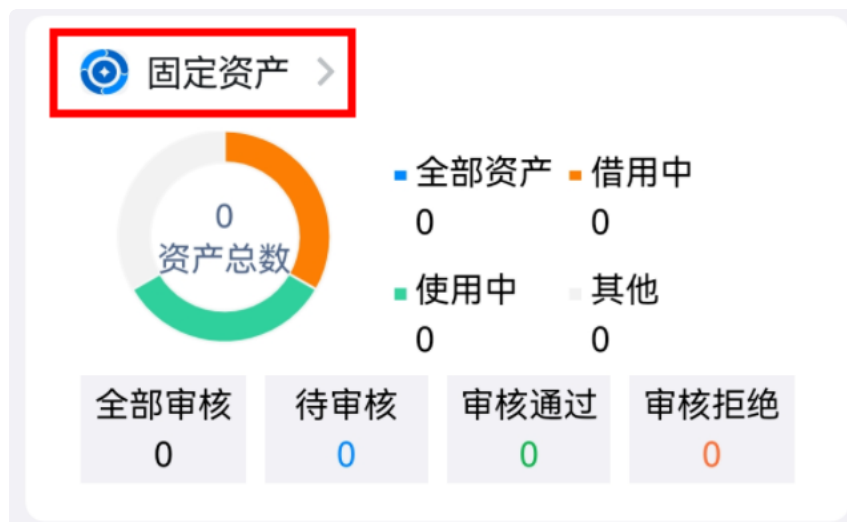 固定资产 >
0
资产总数
全部资产 借用中
0 0
使用中 其他
0 0
全部审核 待审核 审核通过 审核拒绝
0 0 0 0